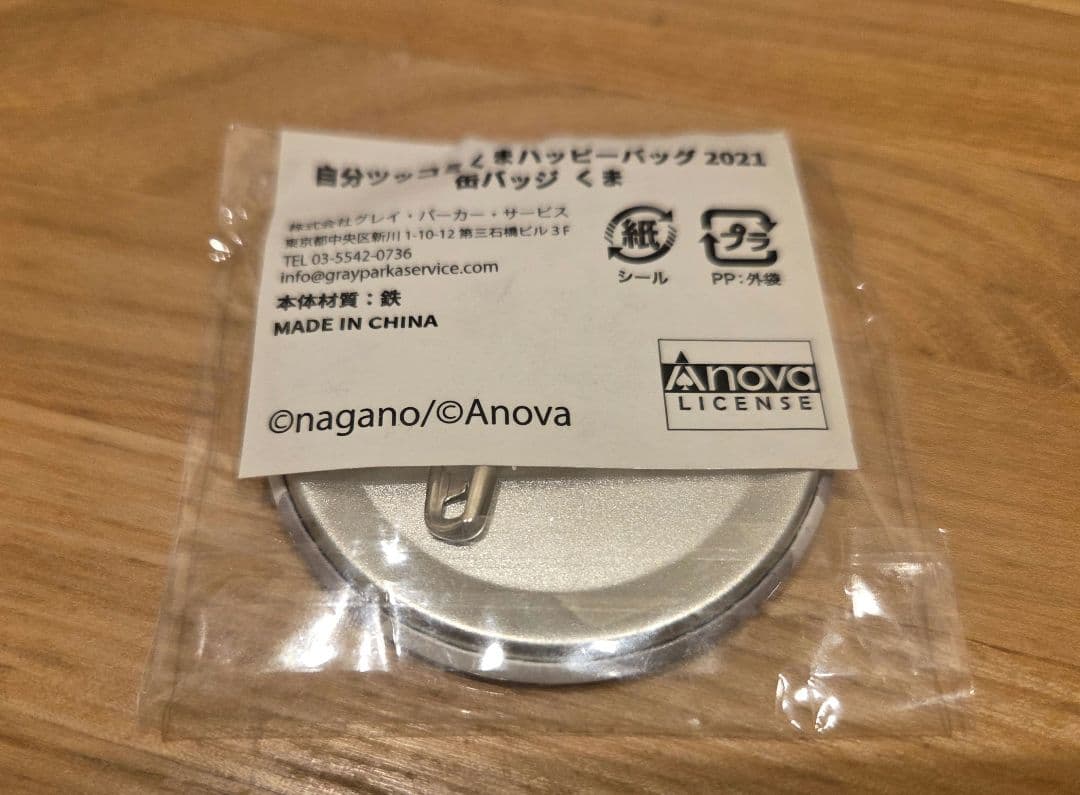 自分ツッコミくまハッピーバッグ 2021
缶バッジ くま
株式会社グレイ・パーカー・サービス
東京都中央区新川 1-10-12 第三石橋ビル 3F
TEL 03-5542-0736
info@grayparkaservice.com
本体材質：鉄
MADE IN CHINA
紙
シール
プラ
PP：外袋
Anova
LICENSE
©nagano/©Anova